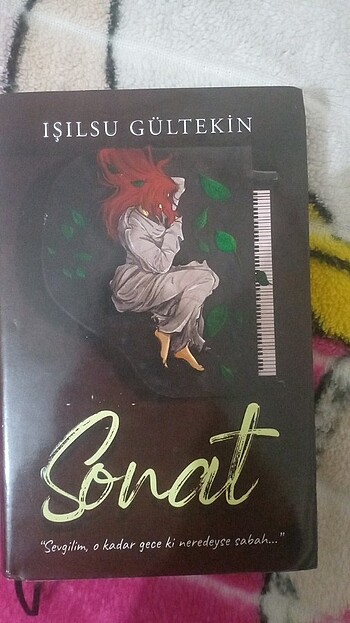 IŞILSU GÜLTEKİN
Sonat
"Sevgilim, o kadar gece ki neredeyse sabah..."